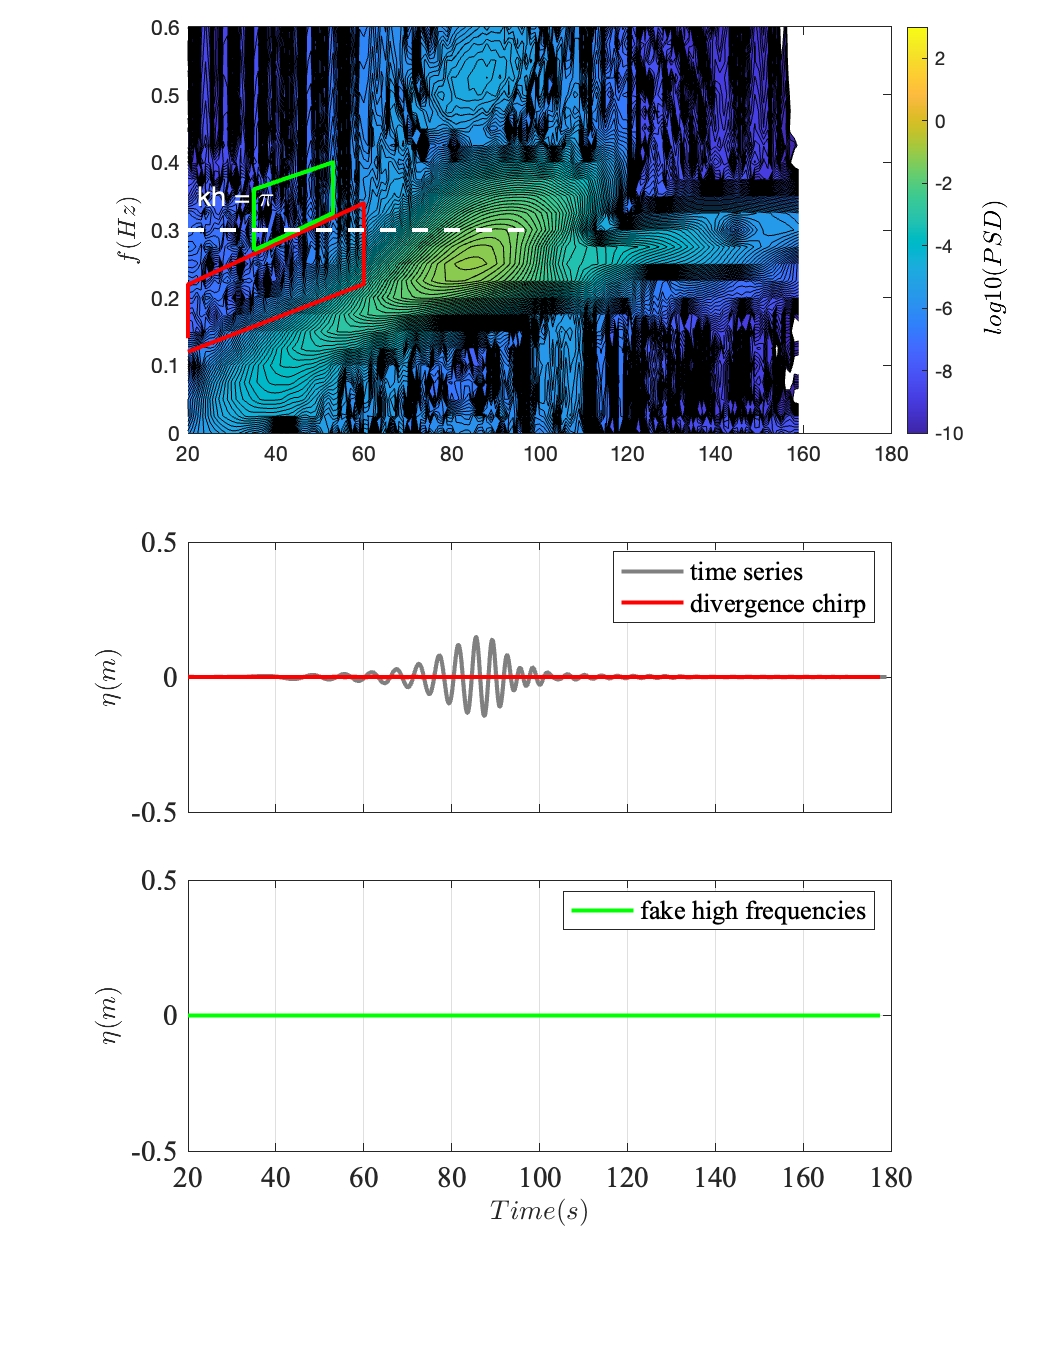 0.6
0.5
0.4
0.3
0.2
0.1
0
f(Hz)
kh = π
20 40 60 80 100 120 140 160 180
2
0
-2
-4
-6
-8
-10
log10(PSD)
0.5
0
-0.5
η(m)
time series
divergence chirp
0.5
0
-0.5
η(m)
fake high frequencies
20 40 60 80 100 120 140 160 180
Time(s)